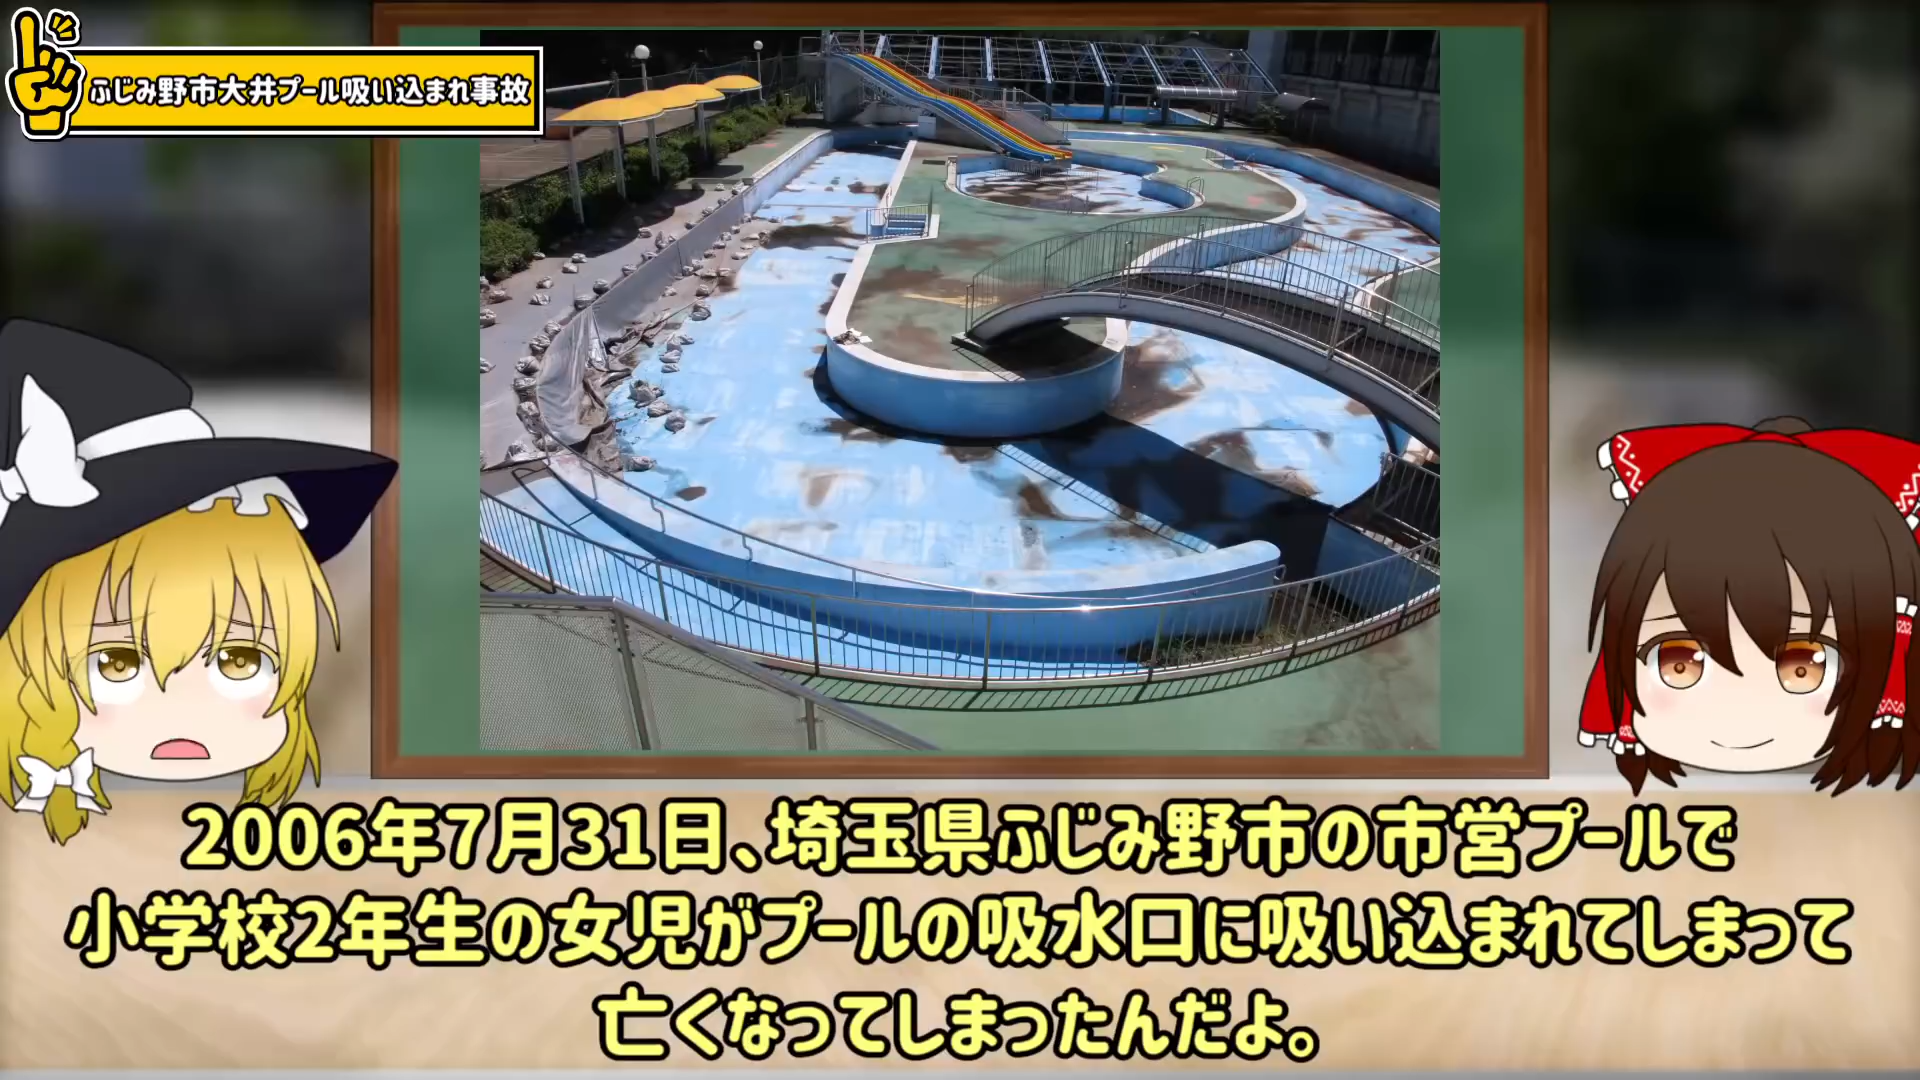 ふじみ野市大井プール吸い込まれ事故
2006年7月31日、埼玉県ふじみ野市の市営プールで
小学校2年生の女児がプールの吸水口に吸い込まれてしまって
亡くなってしまったんだよ。